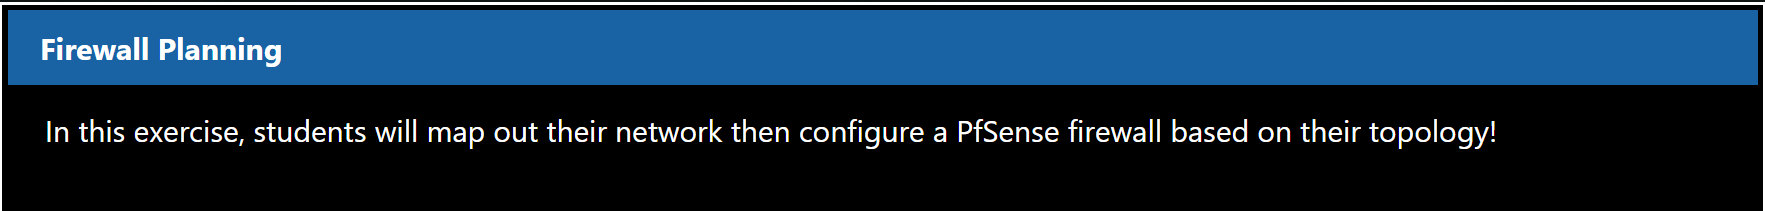 Firewall Planning
In this exercise, students will map out their network then configure a PfSense firewall based on their topology!